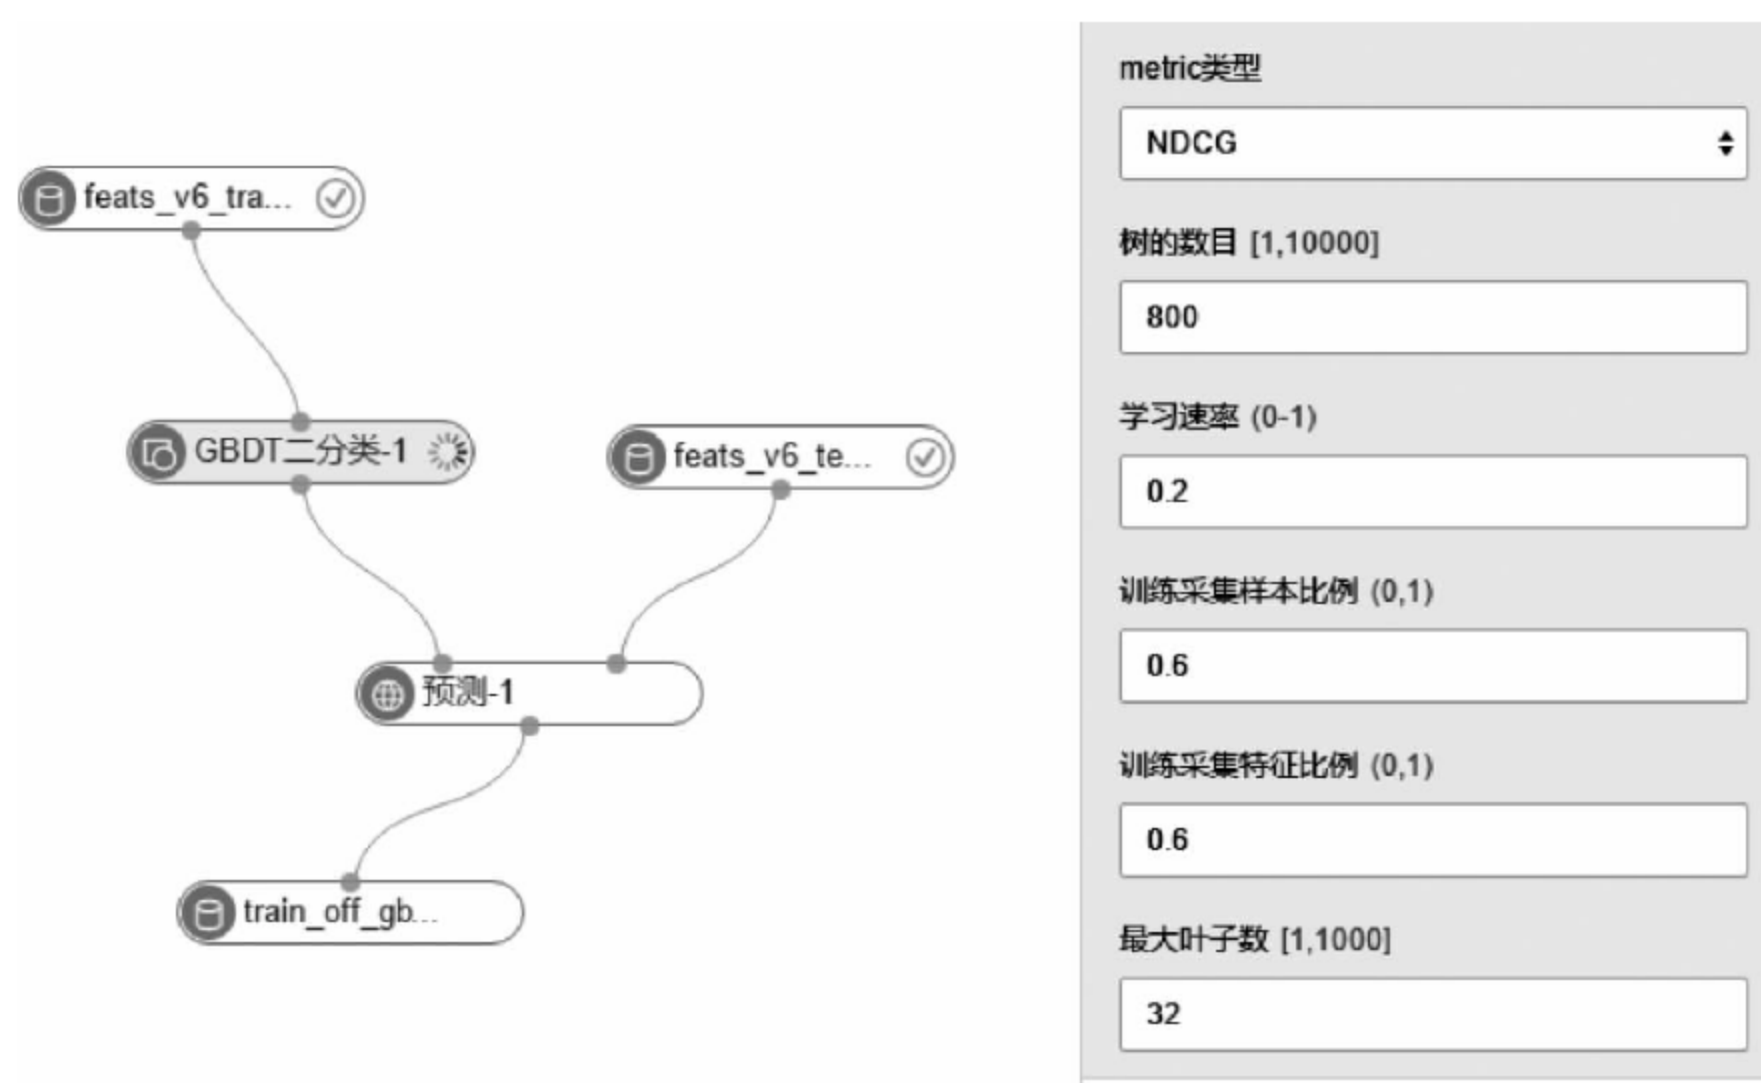 feats_v6_tra...
GBDT二分类-1
feats_v6_te...
预测-1
train_off_gb...
metric类型
NDCG
树的数目 [1,10000]
800
学习速率 (0-1)
0.2
训练采集样本比例 (0,1)
0.6
训练采集特征比例 (0,1)
0.6
最大叶子数 [1,1000]
32